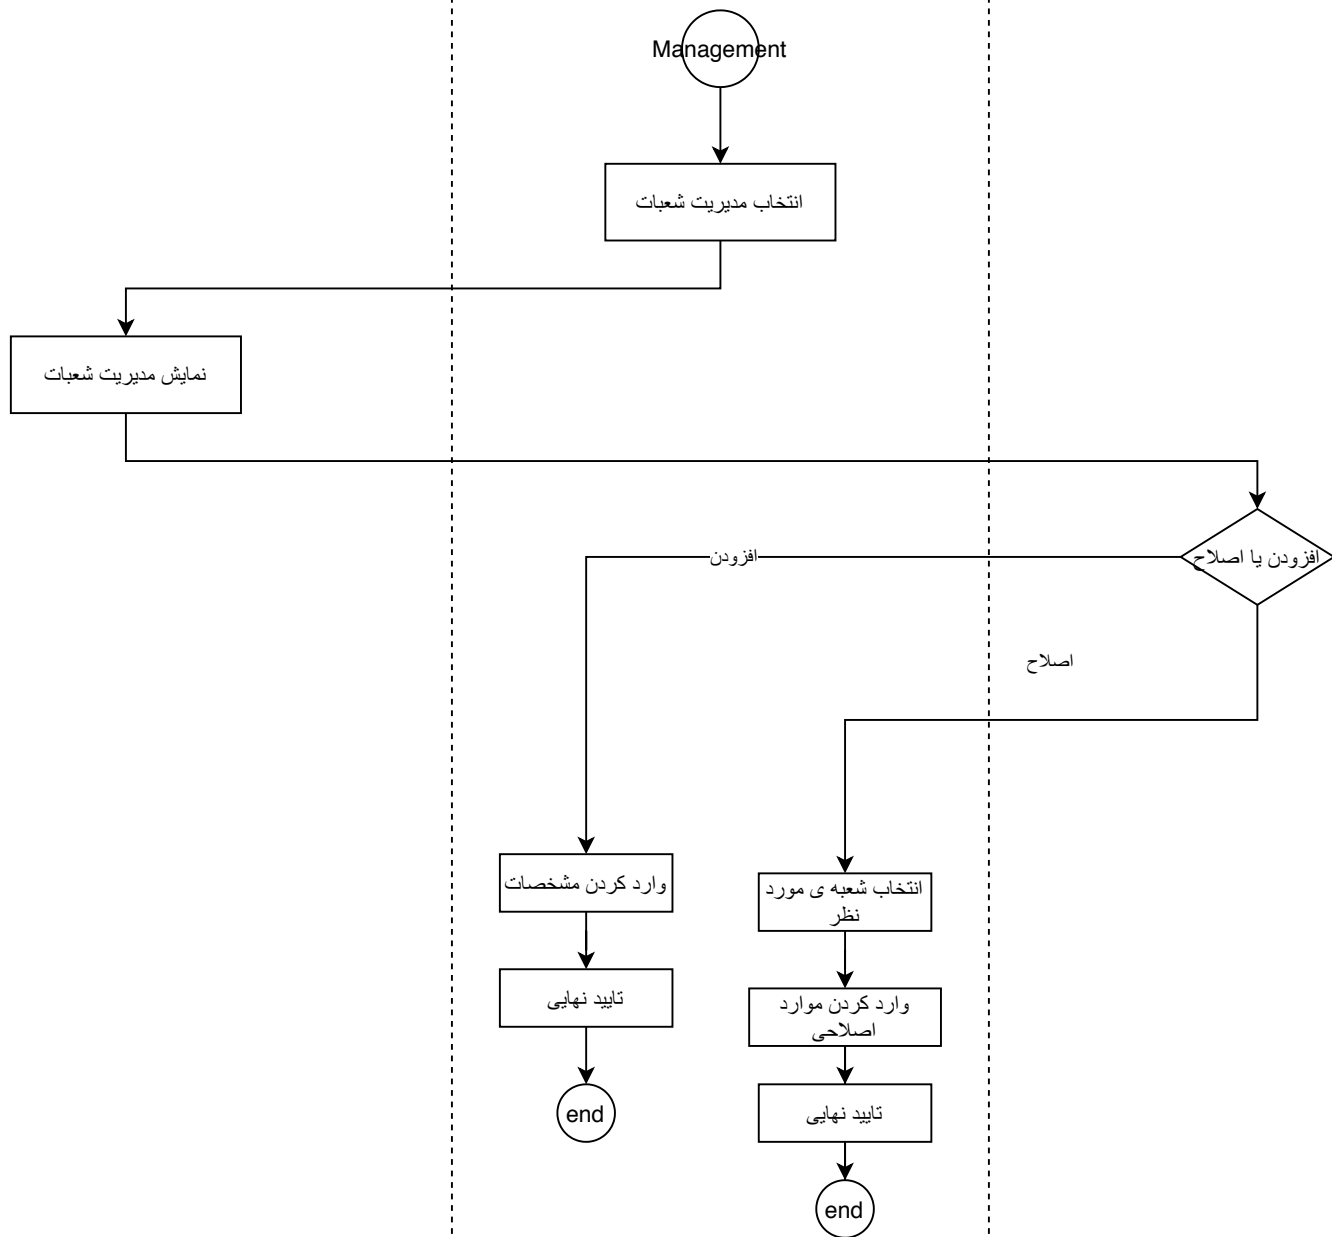 Management
انتخاب مدیریت شعبات
نمایش مدیریت شعبات
افزودن یا اصلاح
افزودن
اصلاح
وارد کردن مشخصات
تایید نهایی
end
انتخاب شعبه ی مورد
نظر
وارد کردن موارد
اصلاحی
تایید نهایی
end